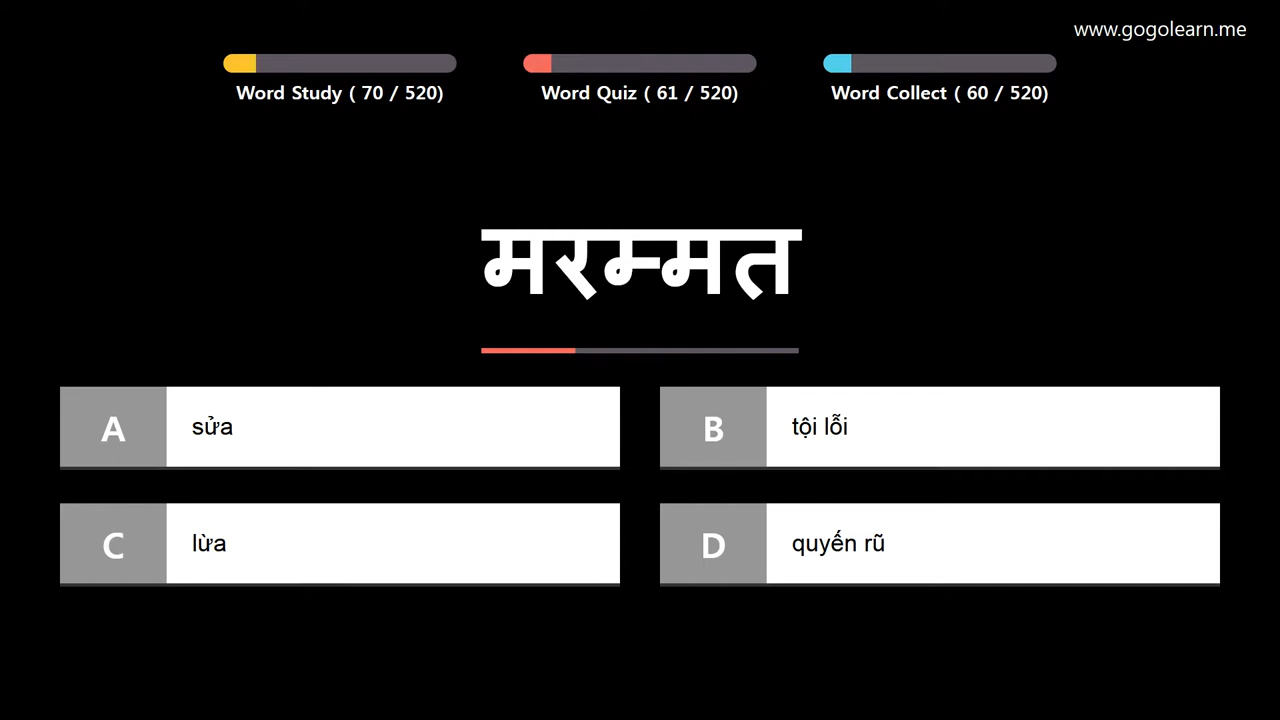 www.gogolearn.me
Word Study ( 70 / 520)
Word Quiz ( 61 / 520)
Word Collect ( 60 / 520)
मरम्मत
A
sửa
B
tội lỗi
C
lừa
D
quyến rũ